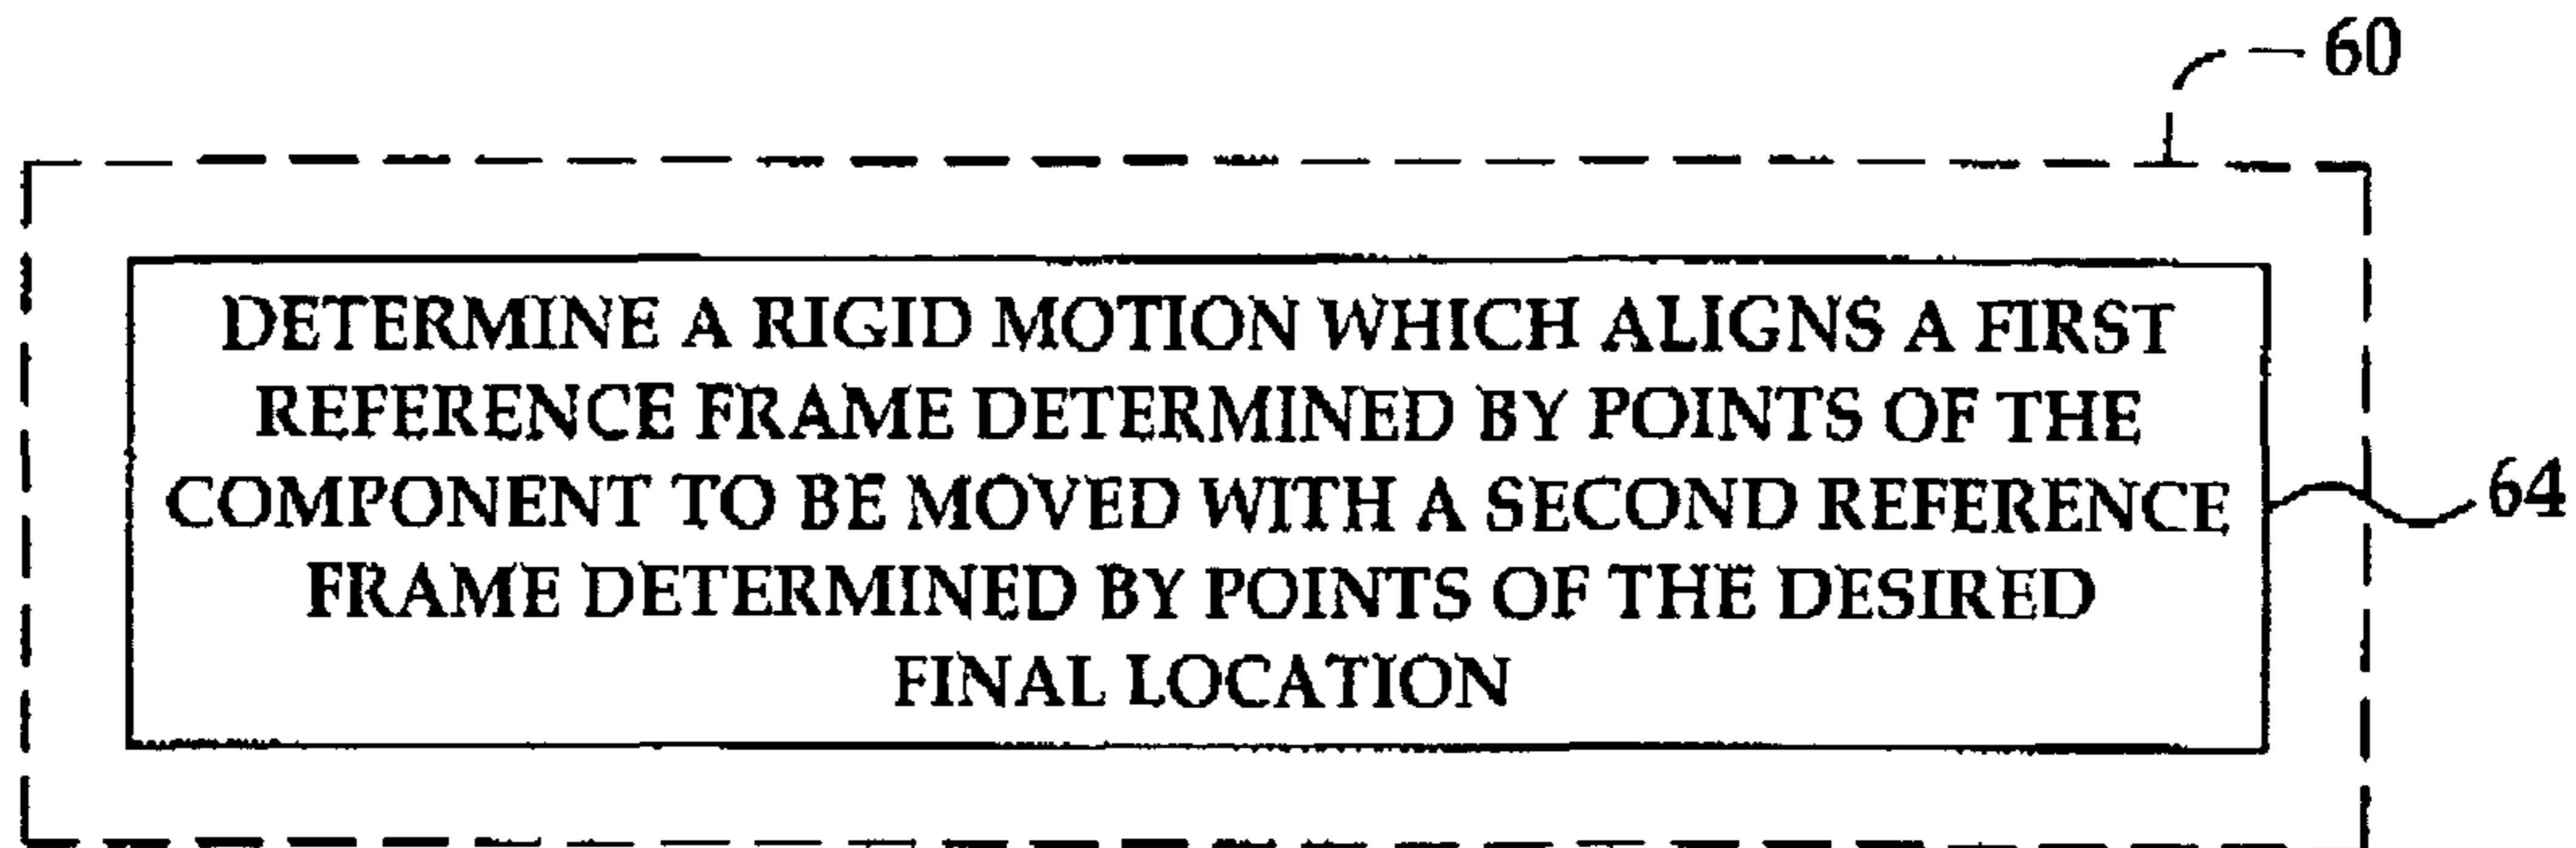 60
DETERMINE A RIGID MOTION WHICH ALIGNS A FIRST
REFERENCE FRAME DETERMINED BY POINTS OF THE
COMPONENT TO BE MOVED WITH A SECOND REFERENCE
FRAME DETERMINED BY POINTS OF THE DESIRED
FINAL LOCATION
64